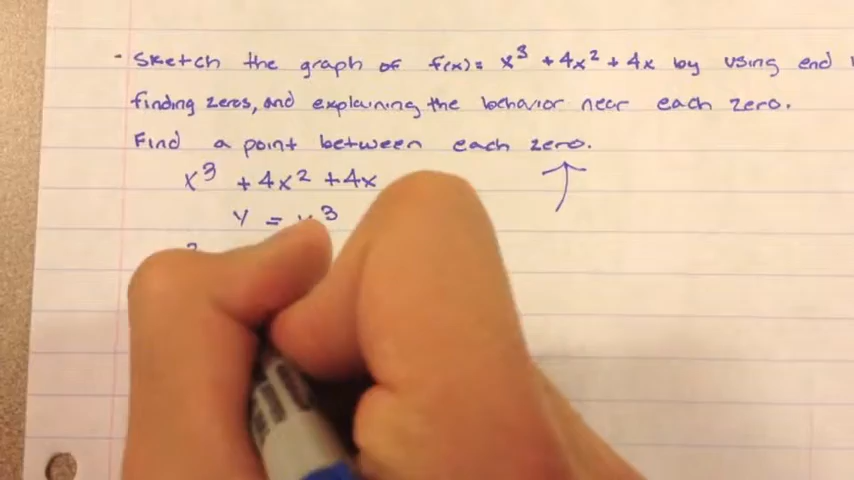 - Sketch the graph of f(x)= x³ + 4x² + 4x by using end
finding zeros, and explaining the behavior near each zero.
Find a point between each zero.
x³ + 4x² + 4x
y = x³